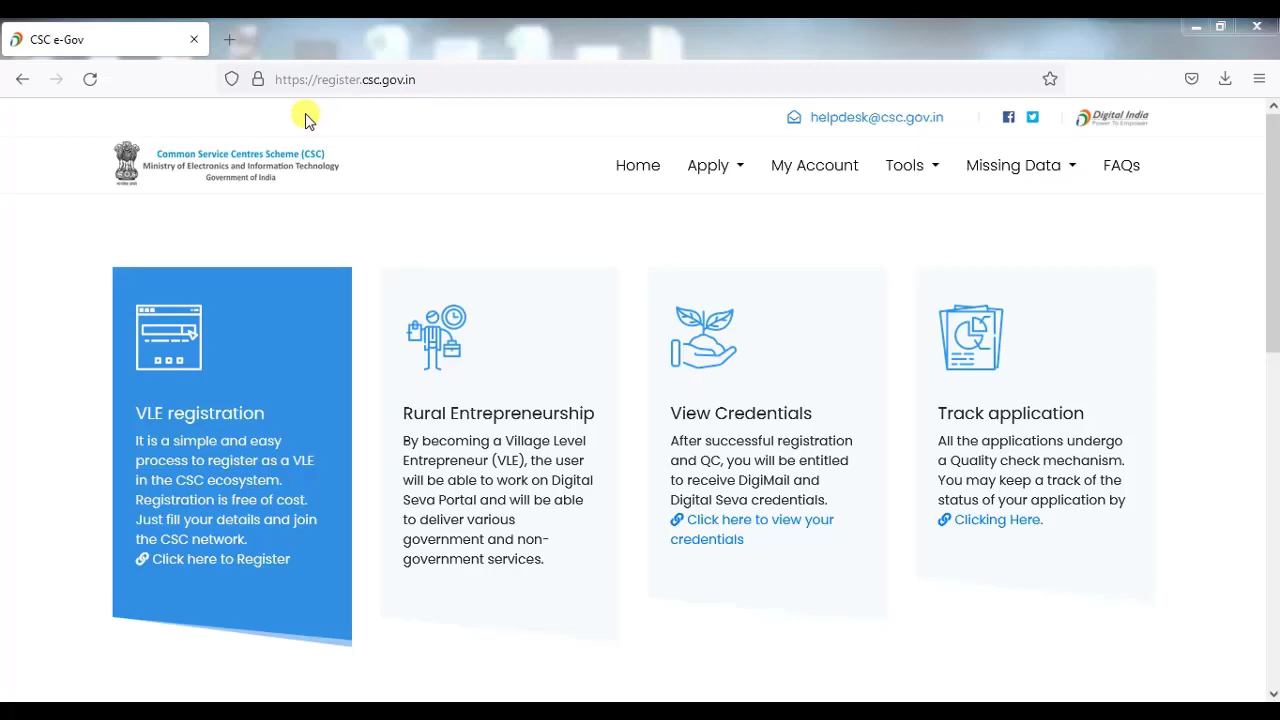 CSC e-Gov
https://register.csc.gov.in
helpdesk@csc.gov.in
Digital India
Power To Empower
Common Service Centres Scheme (CSC)
Ministry of Electronics and Information Technology
Government of India
Home Apply My Account Tools Missing Data FAQs
VLE registration
It is a simple and easy
process to register as a VLE
in the CSC ecosystem.
Registration is free of cost.
Just fill your details and join
the CSC network.
Click here to Register
Rural Entrepreneurship
By becoming a Village Level
Entrepreneur (VLE), the user
will be able to work on Digital
Seva Portal and will be able
to deliver various
government and non-
government services.
View Credentials
After successful registration
and QC, you will be entitled
to receive DigiMail and
Digital Seva credentials.
Click here to view your
credentials
Track application
All the applications undergo
a Quality check mechanism.
You may keep a track of the
status of your application by
Clicking Here.